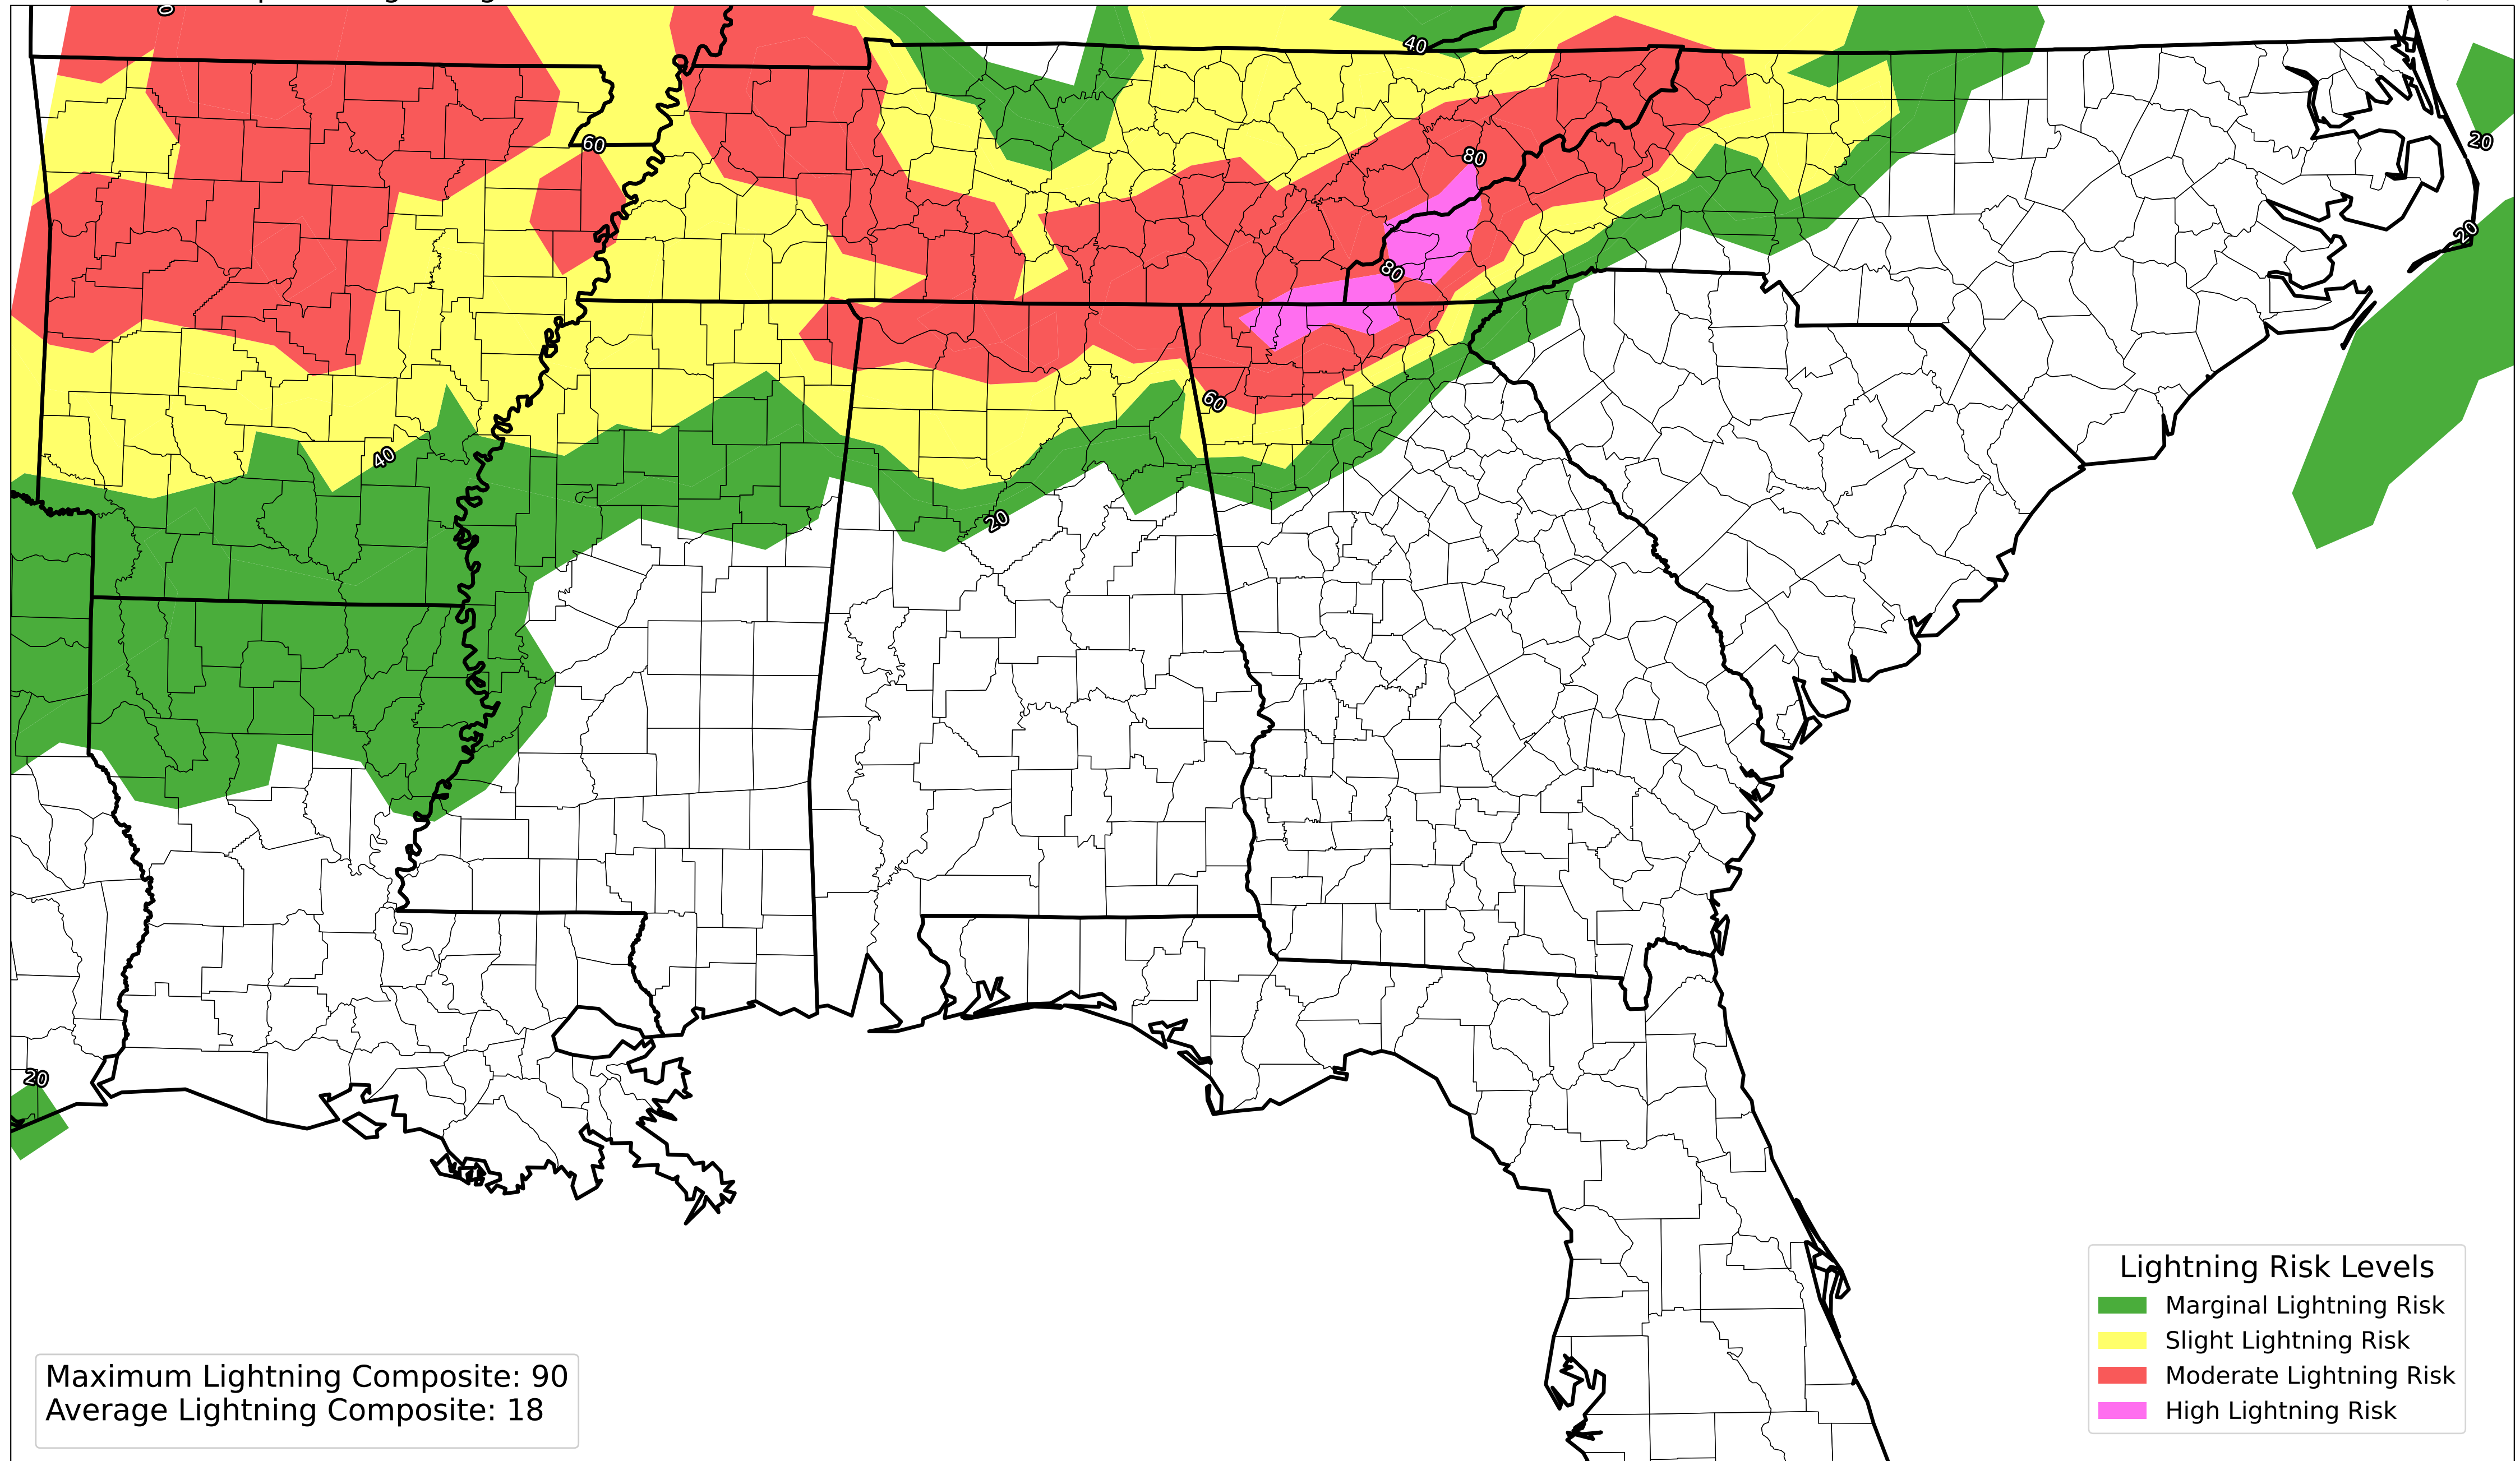 40
60
80
20
80
20
60
40
20
20
Lightning Risk Levels
Marginal Lightning Risk
Slight Lightning Risk
Moderate Lightning Risk
High Lightning Risk
Maximum Lightning Composite: 90
Average Lightning Composite: 18